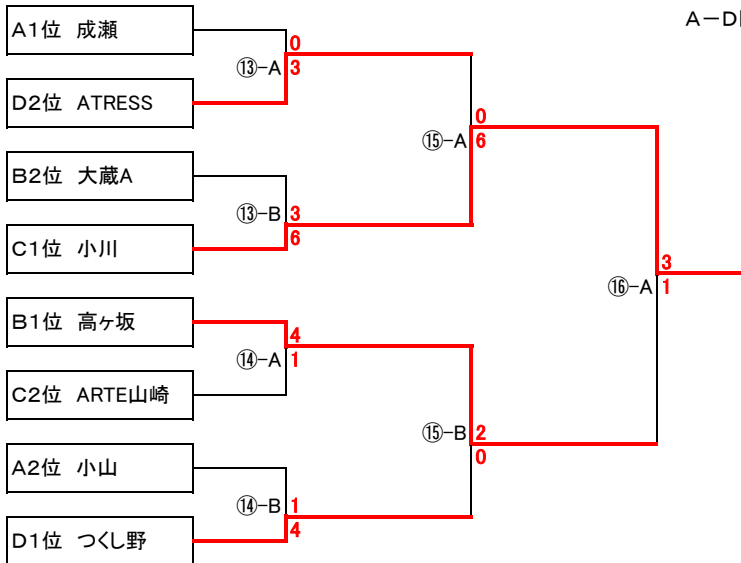 A-D
A1位 成瀬
0
⑬-A 3
D2位 ATRESS
0
⑮-A 6
B2位 大蔵A
⑬-B 3
6
C1位 小川
3
⑯-A 1
B1位 高ヶ坂
4
⑭-A 1
C2位 ARTE山崎
⑮-B 2
0
A2位 小山
⑭-B 1
4
D1位 つくし野